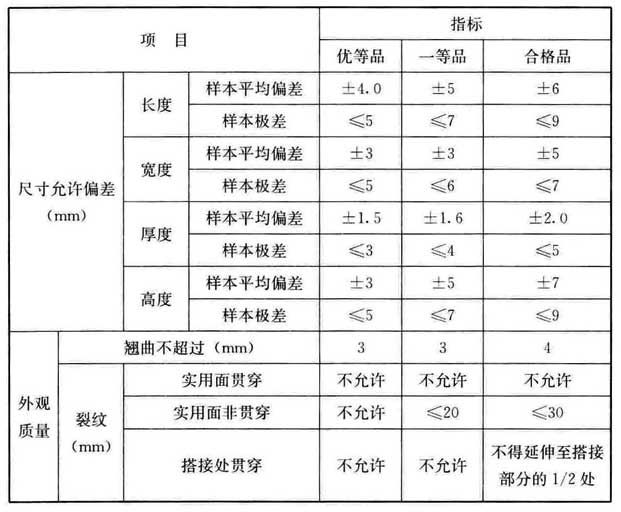 项 目 指标
优等品 一等品 合格品
尺寸允许偏差
(mm)
长度 样本平均偏差 ±4.0 ±5 ±6
样本极差 ≤5 ≤7 ≤9
宽度 样本平均偏差 ±3 ±3 ±5
样本极差 ≤5 ≤6 ≤7
厚度 样本平均偏差 ±1.5 ±1.6 ±2.0
样本极差 ≤3 ≤4 ≤5
高度 样本平均偏差 ±3 ±5 ±7
样本极差 ≤5 ≤7 ≤9
外观
质量
翘曲不超过(mm) 3 3 4
裂纹
(mm)
实用面贯穿 不允许 不允许 不允许
实用面非贯穿 不允许 ≤20 ≤30
搭接处贯穿 不允许 不允许 不得延伸至搭接
部分的1/2处